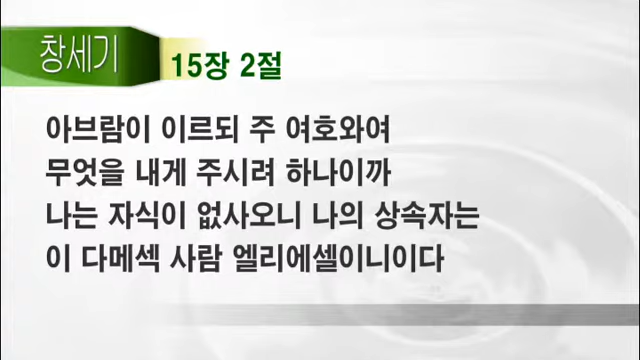 창세기
15장 2절
아브람이 이르되 주 여호와여
무엇을 내게 주시려 하나이까
나는 자식이 없사오니 나의 상속자는
이 다메섹 사람 엘리에셀이니이다